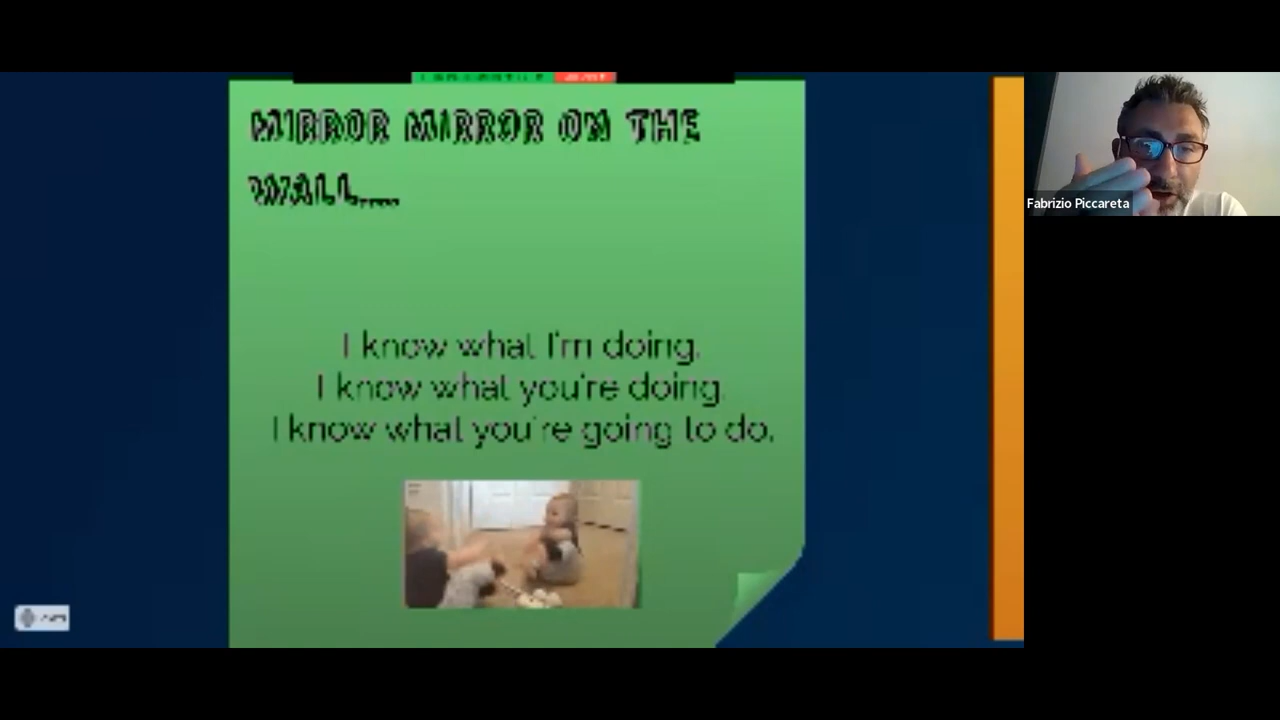 MIRROR MIRROR ON THE
WALL....
I know what I'm doing.
I know what you're doing.
I know what you're going to do.
Fabrizio Piccareta